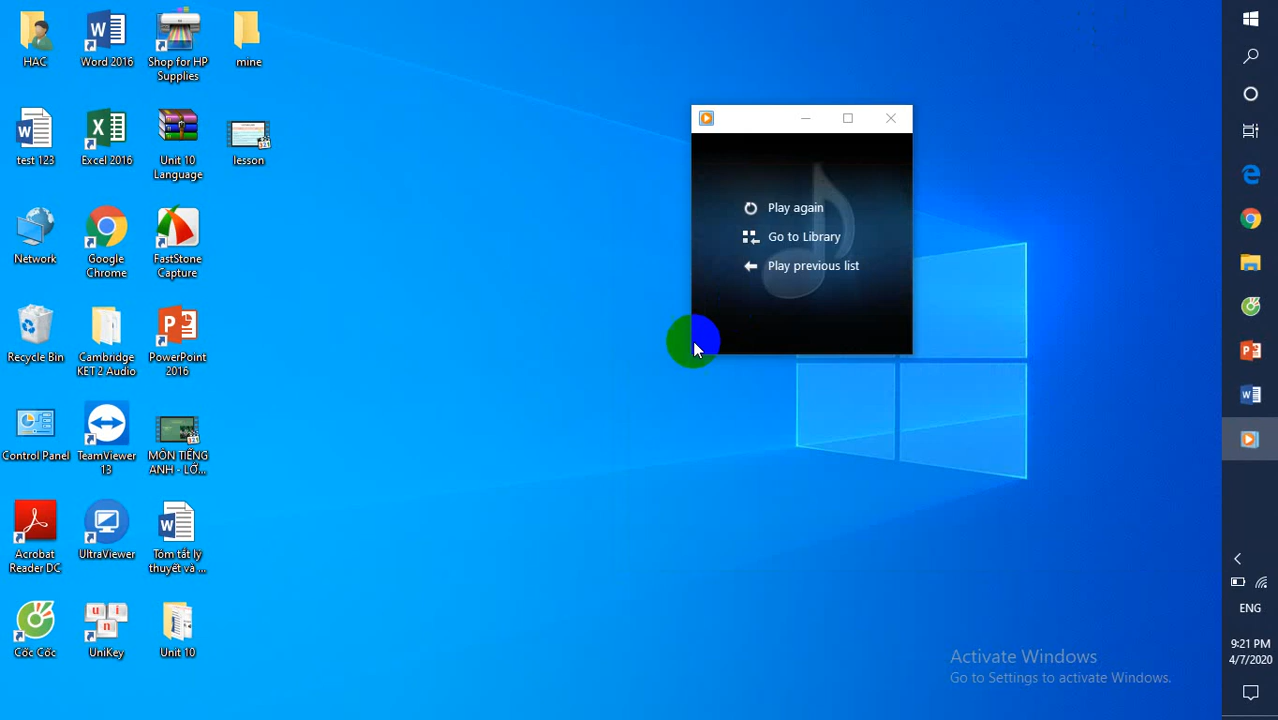 HAC
Word 2016
Shop for HP
Supplies
mine
test 123
Excel 2016
Unit 10
Language
lesson
Network
Google
Chrome
FastStone
Capture
Recycle Bin
Cambridge
KET 2 Audio
PowerPoint
2016
Control Panel
TeamViewer
13
MÔN TIẾNG
ANH - LỚ...
Acrobat
Reader DC
UltraViewer
Tóm tắt lý
thuyết và ...
Cốc Cốc
UniKey
Unit 10
Play again
Go to Library
Play previous list
Activate Windows
Go to Settings to activate Windows.
ENG
9:21 PM
4/7/2020